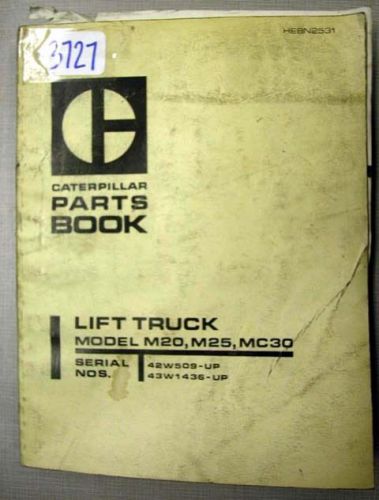 HEBN2531
3727
CATERPILLAR
PARTS
BOOK
LIFT TRUCK
MODEL M20, M25, MC30
SERIAL NOS. 42W509-UP
43W1436-UP